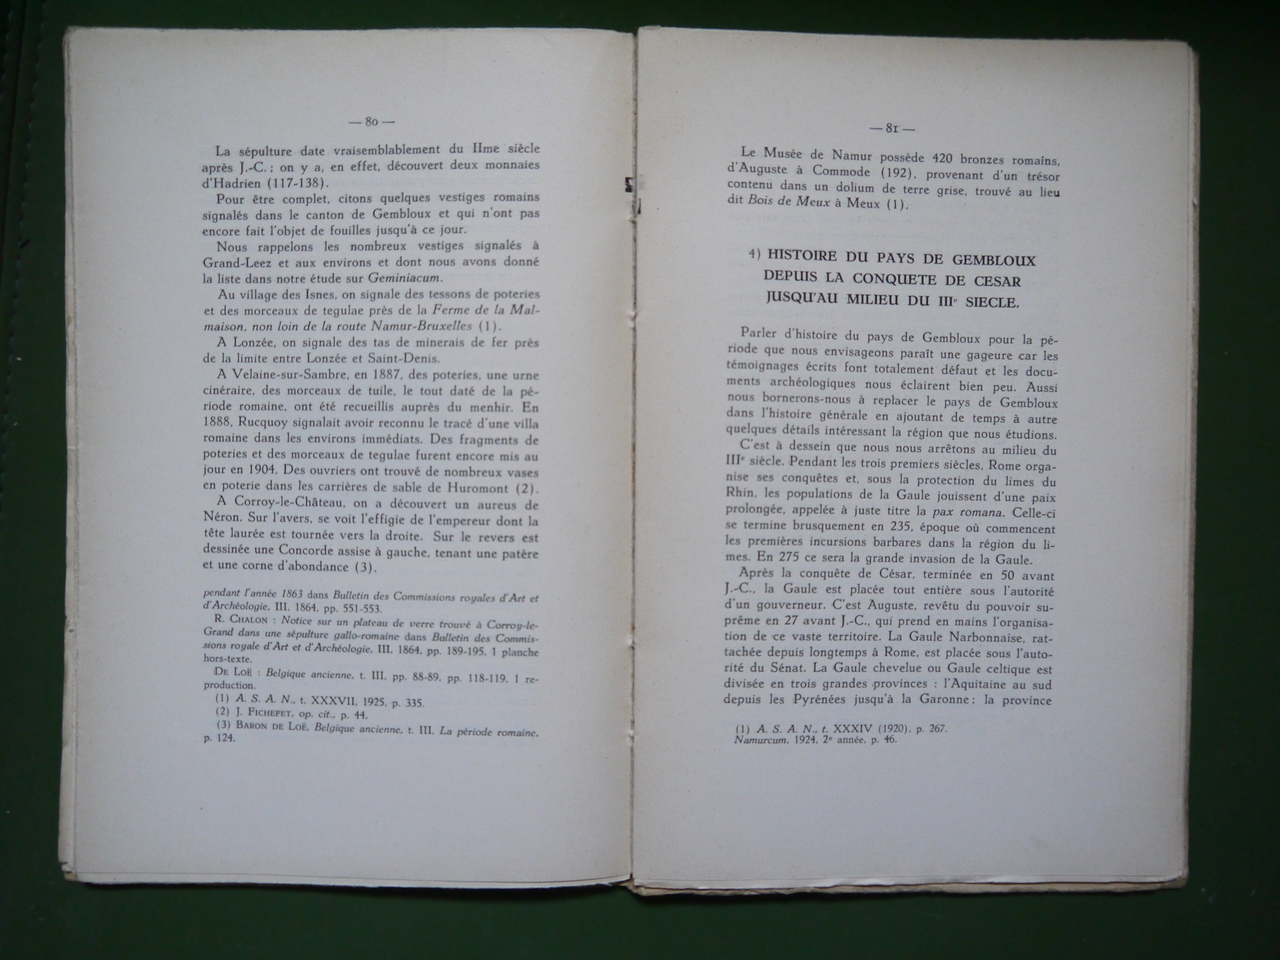 — 80 —
La sépulture date vraisemblablement du IIme siècle
après J.-C.; on y a, en effet, découvert deux monnaies
d'Hadrien (117-138).
Pour être complet, citons quelques vestiges romains
signalés dans le canton de Gembloux et qui n'ont pas
encore fait l'objet de fouilles jusqu'à ce jour.
Nous rappelons les nombreux vestiges signalés à
Grand-Leez et aux environs et dont nous avons donné
la liste dans notre étude sur Geminiacum.
Au village des Isnes, on signale des tessons de poteries
et des morceaux de tegulae près de la Ferme de la Mal-
maison, non loin de la route Namur-Bruxelles (1).
A Lonzée, on signale des tas de minerais de fer près
de la limite entre Lonzée et Saint-Denis.
A Velaine-sur-Sambre, en 1887, des poteries, une urne
cinéraire, des morceaux de tuile, le tout daté de la pé-
riode romaine, ont été recueillis auprès du menhir. En
1888, Rucquoy signalait avoir reconnu le tracé d'une villa
romaine dans les environs immédiats. Des fragments de
poteries et des morceaux de tegulae furent encore mis au
jour en 1904. Des ouvriers ont trouvé de nombreux vases
en poterie dans les carrières de sable de Huromont (2).
A Corroy-le-Château, on a découvert un aureus de
Néron. Sur l'avers, se voit l'effigie de l'empereur dont la
tête laurée est tournée vers la droite. Sur le revers est
dessinée une Concorde assise à gauche, tenant une patère
et une corne d'abondance (3).
pendant l'année 1863 dans Bulletin des Commissions royales d'Art et
d'Archéologie, III, 1864, pp. 551-553.
R. CHALON : Notice sur un plateau de verre trouvé à Corroy-le-
Grand dans une sépulture gallo-romaine dans Bulletin des Commis-
sions royale d'Art et d'Archéologie, III, 1864, pp. 189-195, 1 planche
hors-texte.
DE LOË : Belgique ancienne, t. III, pp. 88-89, pp. 118-119, 1 re-
production.
(1) A. S. A. N., t. XXXVII, 1925, p. 335.
(2) J. FICHEFET, op. cit., p. 44.
(3) BARON DE LOË, Belgique ancienne, t. III, La période romaine,
p. 124.
— 81 —
Le Musée de Namur possède 420 bronzes romains,
d'Auguste à Commode (192), provenant d'un trésor
contenu dans un dolium de terre grise, trouvé au lieu
dit Bois de Meux à Meux (1).
4) HISTOIRE DU PAYS DE GEMBLOUX
DEPUIS LA CONQUETE DE CESAR
JUSQU'AU MILIEU DU IIIe SIECLE.
Parler d'histoire du pays de Gembloux pour la pé-
riode que nous envisageons paraît une gageure car les
témoignages écrits font totalement défaut et les docu-
ments archéologiques nous éclairent bien peu. Aussi
nous bornerons-nous à replacer le pays de Gembloux
dans l'histoire générale en ajoutant de temps à autre
quelques détails intéressant la région que nous étudions.
C'est à dessein que nous nous arrêtons au milieu du
IIIe siècle. Pendant les trois premiers siècles, Rome orga-
nise ses conquêtes et, sous la protection du limes du
Rhin, les populations de la Gaule jouissent d'une paix
prolongée, appelée à juste titre la pax romana. Celle-ci
se termine brusquement en 235, époque où commencent
les premières incursions barbares dans la région du li-
mes. En 275 ce sera la grande invasion de la Gaule.
Après la conquête de César, terminée en 50 avant
J.-C., la Gaule est placée tout entière sous l'autorité
d'un gouverneur. C'est Auguste, revêtu du pouvoir su-
prême en 27 avant J.-C., qui prend en mains l'organisa-
tion de ce vaste territoire. La Gaule Narbonnaise, rat-
tachée depuis longtemps à Rome, est placée sous l'auto-
rité du Sénat. La Gaule chevelue ou Gaule celtique est
divisée en trois grandes provinces : l'Aquitaine au sud
depuis les Pyrénées jusqu'à la Garonne; la province
(1) A. S. A. N., t. XXXIV (1920), p. 267.
Namurcum, 1924, 2e année, p. 46.